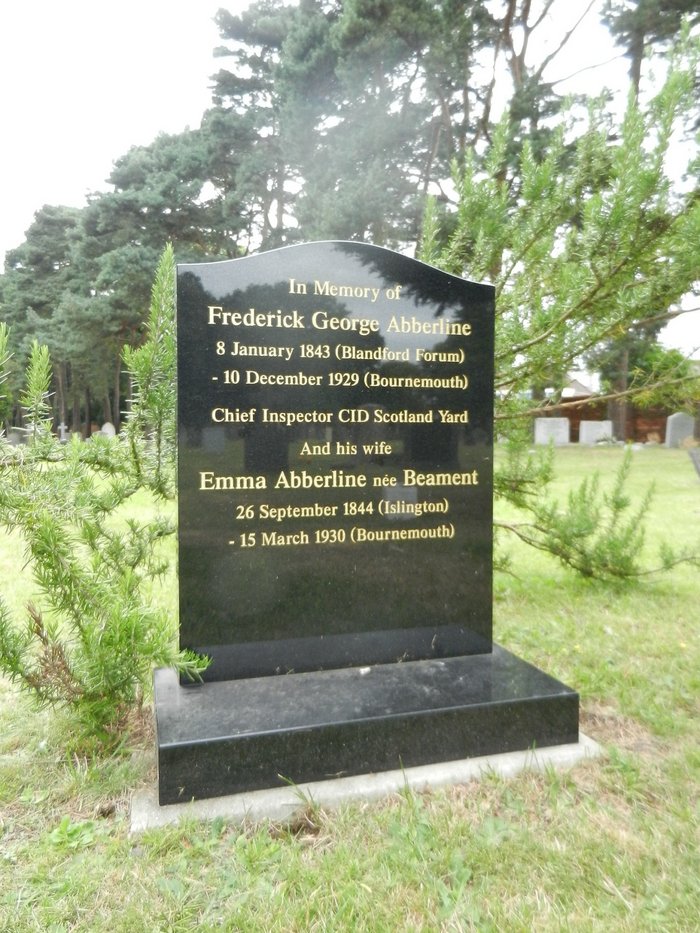 In Memory of
Frederick George Abberline
8 January 1843 (Blandford Forum)
- 10 December 1929 (Bournemouth)
Chief Inspector CID Scotland Yard
And his wife
Emma Abberline née Beament
26 September 1844 (Islington)
- 15 March 1930 (Bournemouth)